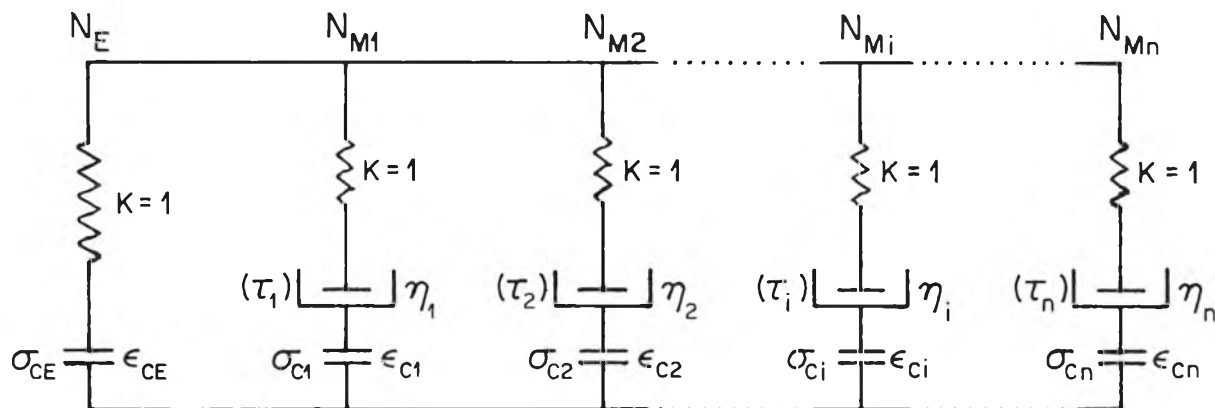 N_E N_M1 N_M2 N_Mi N_Mn
K = 1 K = 1 K = 1 K = 1 K = 1
(τ_1) η_1 (τ_2) η_2 (τ_i) η_i (τ_n) η_n
σ_CE ϵ_CE σ_C1 ϵ_C1 σ_C2 ϵ_C2 σ_Ci ϵ_Ci σ_Cn ϵ_Cn